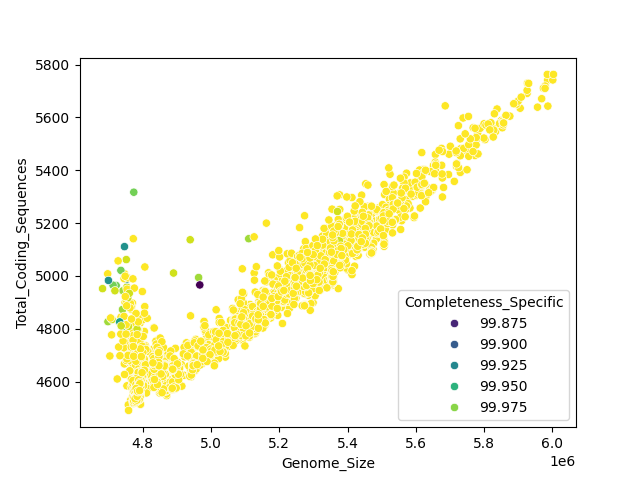 5800
5600
5400
5200
5000
4800
4600
Total_Coding_Sequences
Completeness_Specific
99.875
99.900
99.925
99.950
99.975
4.8 5.0 5.2 5.4 5.6 5.8 6.0
1e6
Genome_Size